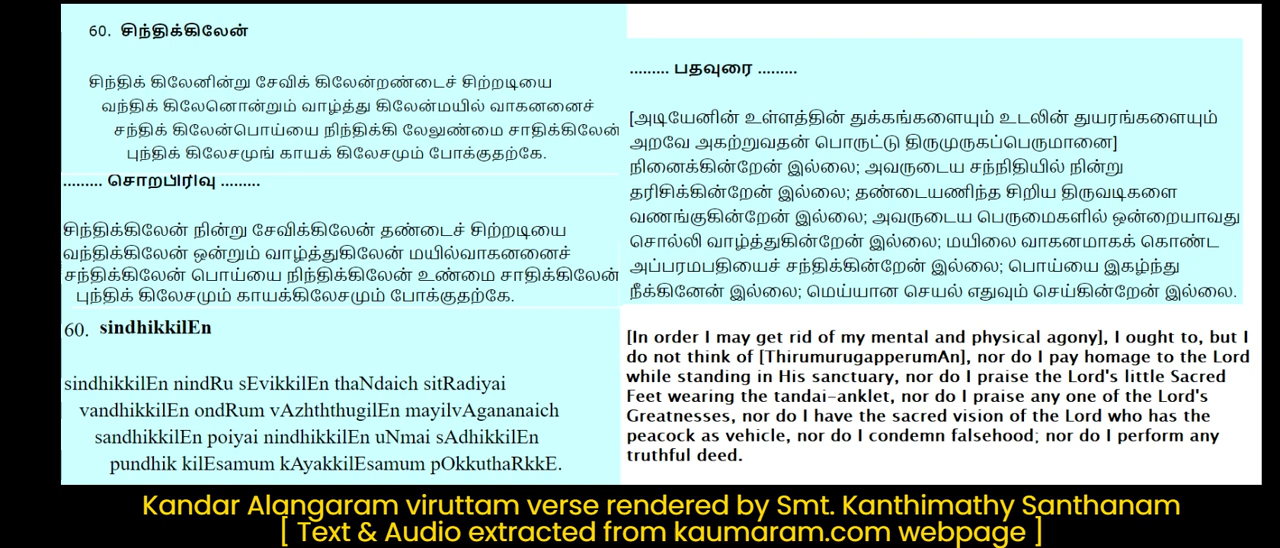 60. சிந்திக்கிலேன்
சிந்திக் கிலேனின்று சேவிக் கிலேன்றண்டைச் சிற்றடியை
வந்திக் கிலேனொன்றும் வாழ்த்து கிலேன்மயில் வாகனனைச்
சந்திக் கிலேன்பொய்யை நிந்திக்கி லேலுண்மை சாதிக்கிலேன்
புந்திக் கிலேசமுங் காயக் கிலேசமும் போக்குதற்கே.
......... சொற்பிரிவு .........
சிந்திக்கிலேன் நின்று சேவிக்கிலேன் தண்டைச் சிற்றடியை
வந்திக்கிலேன் ஒன்றும் வாழ்த்துகிலேன் மயில்வாகனனைச்
சந்திக்கிலேன் பொய்யை நிந்திக்கிலேன் உண்மை சாதிக்கிலேன்
புந்திக் கிலேசமும் காயக்கிலேசமும் போக்குதற்கே.
60. sindhikkilEn
sindhikkilEn nindRu sEvikkilEn thaNdaich sitRadiyai
vandhikkilEn ondRum vAzhththugilEn mayilvAgananaich
sandhikkilEn poiyai nindhikkilEn uNmai sAdhikkilEn
pundhik kilEsamum kAyakkilEsamum pOkkuthaRkkE.
......... பதவுரை .........
[அடியேனின் உள்ளத்தின் துக்கங்களையும் உடலின் துயரங்களையும்
அறவே அகற்றுவதன் பொருட்டு திருமுருகப்பெருமானை]
நினைக்கின்றேன் இல்லை; அவருடைய சந்நிதியில் நின்று
தரிசிக்கின்றேன் இல்லை; தண்டையணிந்த சிறிய திருவடிகளை
வணங்குகின்றேன் இல்லை; அவருடைய பெருமைகளில் ஒன்றையாவது
சொல்லி வாழ்த்துகின்றேன் இல்லை; மயிலை வாகனமாகக் கொண்ட
அப்பரமபதியைச் சந்திக்கின்றேன் இல்லை; பொய்யை இகழ்ந்து
நீக்கினேன் இல்லை; மெய்யான செயல் எதுவும் செய்கின்றேன் இல்லை.
[In order I may get rid of my mental and physical agony], I ought to, but I
do not think of [ThirumurugapperumAn], nor do I pay homage to the Lord
while standing in His sanctuary, nor do I praise the Lord's little Sacred
Feet wearing the tandai-anklet, nor do I praise any one of the Lord's
Greatnesses, nor do I have the sacred vision of the Lord who has the
peacock as vehicle, nor do I condemn falsehood; nor do I perform any
truthful deed.
Kandar Alangaram viruttam verse rendered by Smt. Kanthimathy Santhanam
[ Text & Audio extracted from kaumaram.com webpage ]